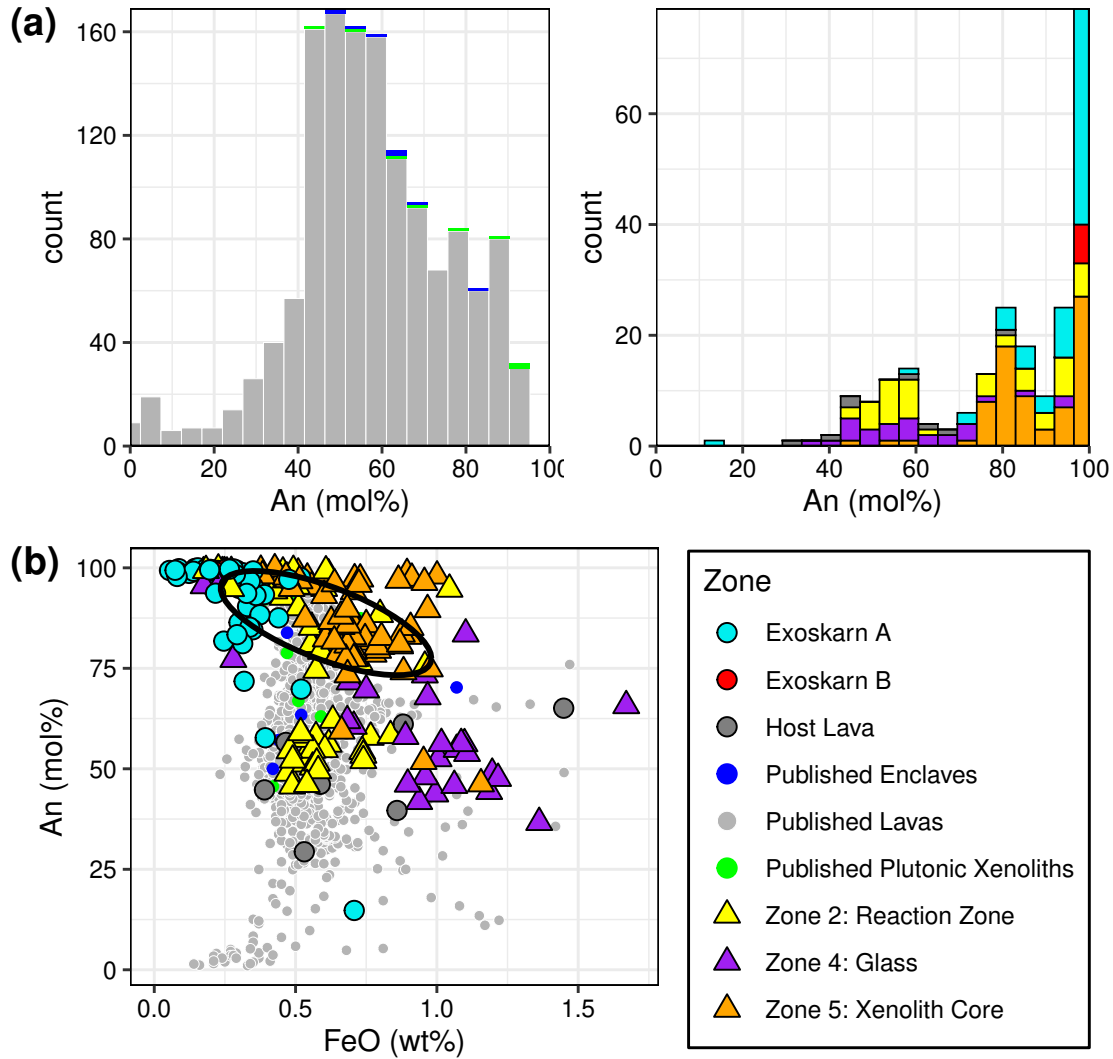 (a)
160
120
80
40
0
count
0
20
40
60
80
100
An (mol%)
60
40
20
0
count
0
20
40
60
80
100
An (mol%)
(b)
100
75
50
25
0
An (mol%)
0.0
0.5
1.0
1.5
FeO (wt%)
Zone
Exoskarn A
Exoskarn B
Host Lava
Published Enclaves
Published Lavas
Published Plutonic Xenoliths
Zone 2: Reaction Zone
Zone 4: Glass
Zone 5: Xenolith Core